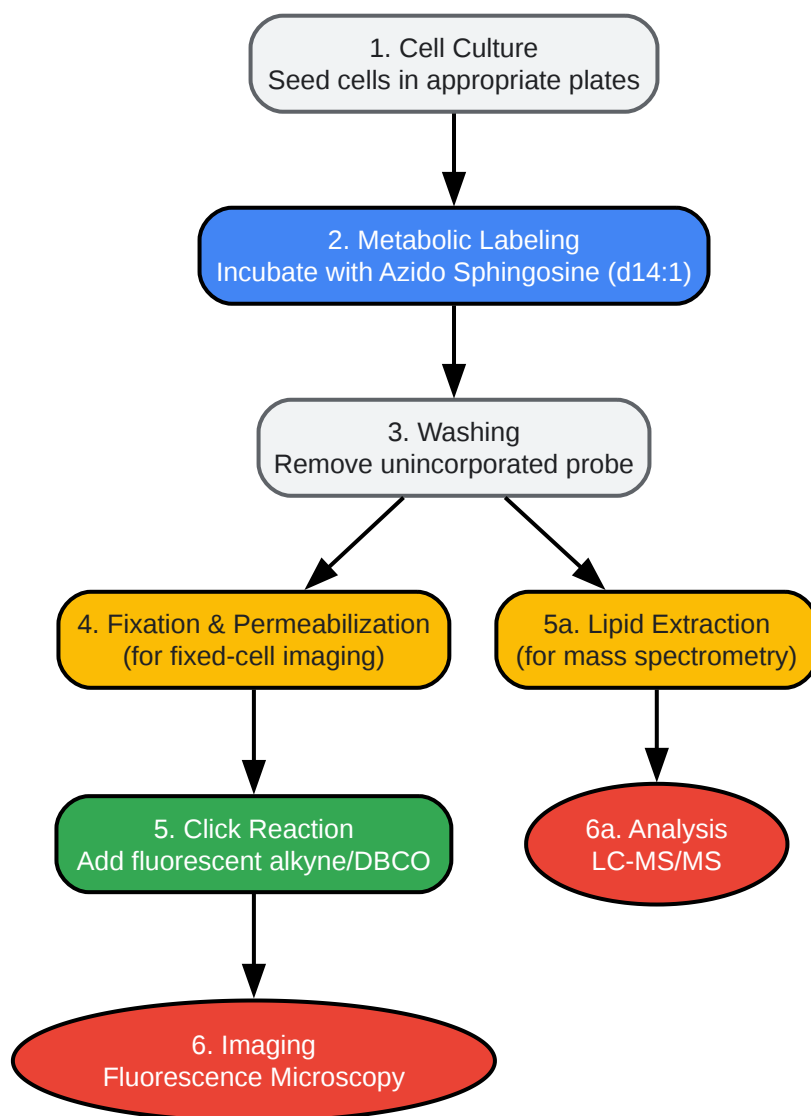 1. Cell Culture
Seed cells in appropriate plates
2. Metabolic Labeling
Incubate with Azido Sphingosine (d14:1)
3. Washing
Remove unincorporated probe
4. Fixation & Permeabilization
(for fixed-cell imaging)
5a. Lipid Extraction
(for mass spectrometry)
5. Click Reaction
Add fluorescent alkyne/DBCO
6a. Analysis
LC-MS/MS
6. Imaging
Fluorescence Microscopy